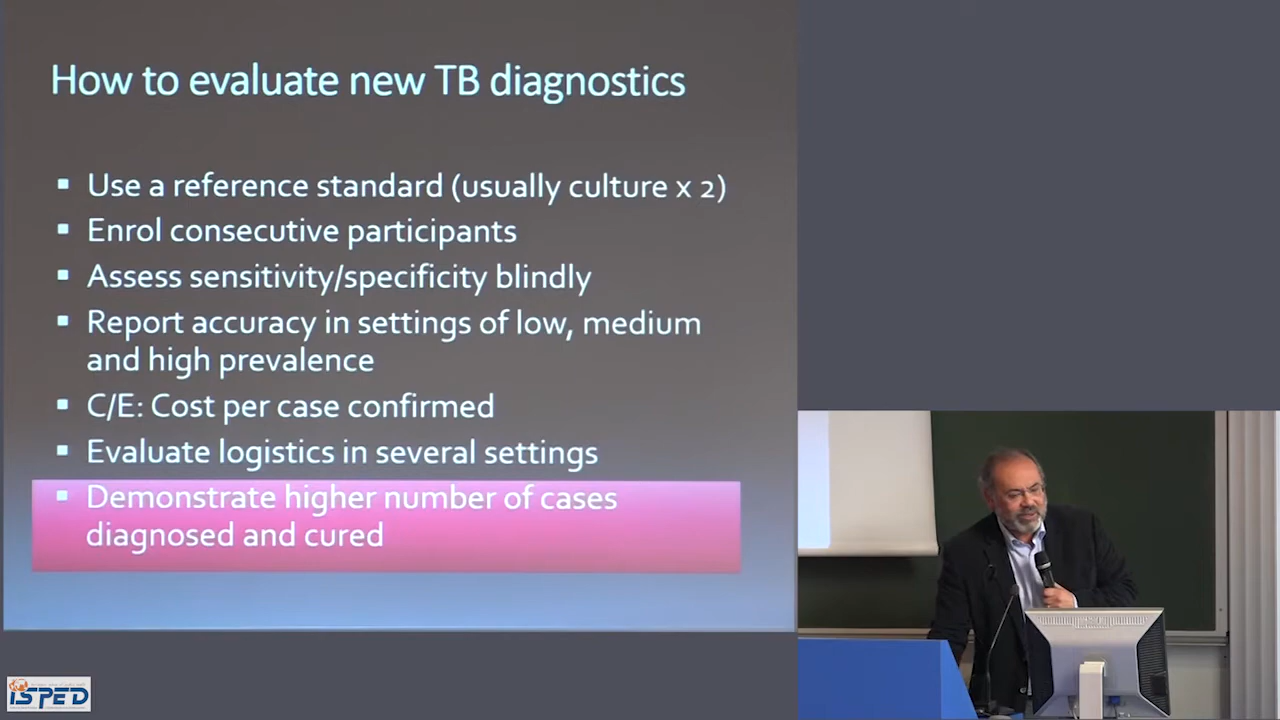 How to evaluate new TB diagnostics
▪ Use a reference standard (usually culture x 2)
▪ Enrol consecutive participants
▪ Assess sensitivity/specificity blindly
▪ Report accuracy in settings of low, medium
and high prevalence
▪ C/E: Cost per case confirmed
▪ Evaluate logistics in several settings
▪ Demonstrate higher number of cases
diagnosed and cured
ISPED